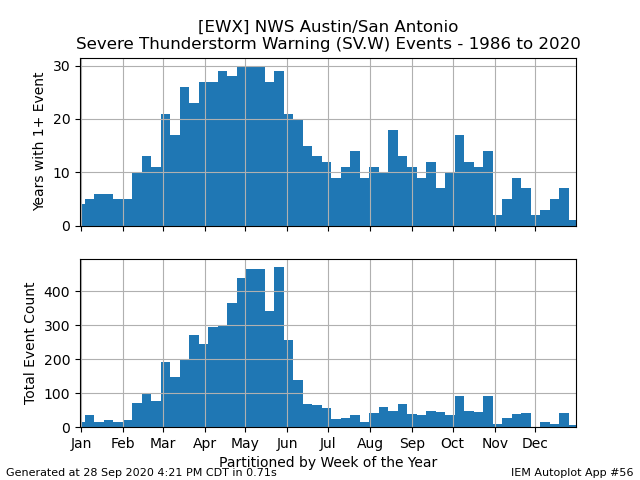 [EWX] NWS Austin/San Antonio
Severe Thunderstorm Warning (SV.W) Events - 1986 to 2020
Years with 1+ Event
30
20
10
0
Total Event Count
400
300
200
100
0
Jan Feb Mar Apr May Jun Jul Aug Sep Oct Nov Dec
Partitioned by Week of the Year
Generated at 28 Sep 2020 4:21 PM CDT in 0.71s
IEM Autoplot App #56